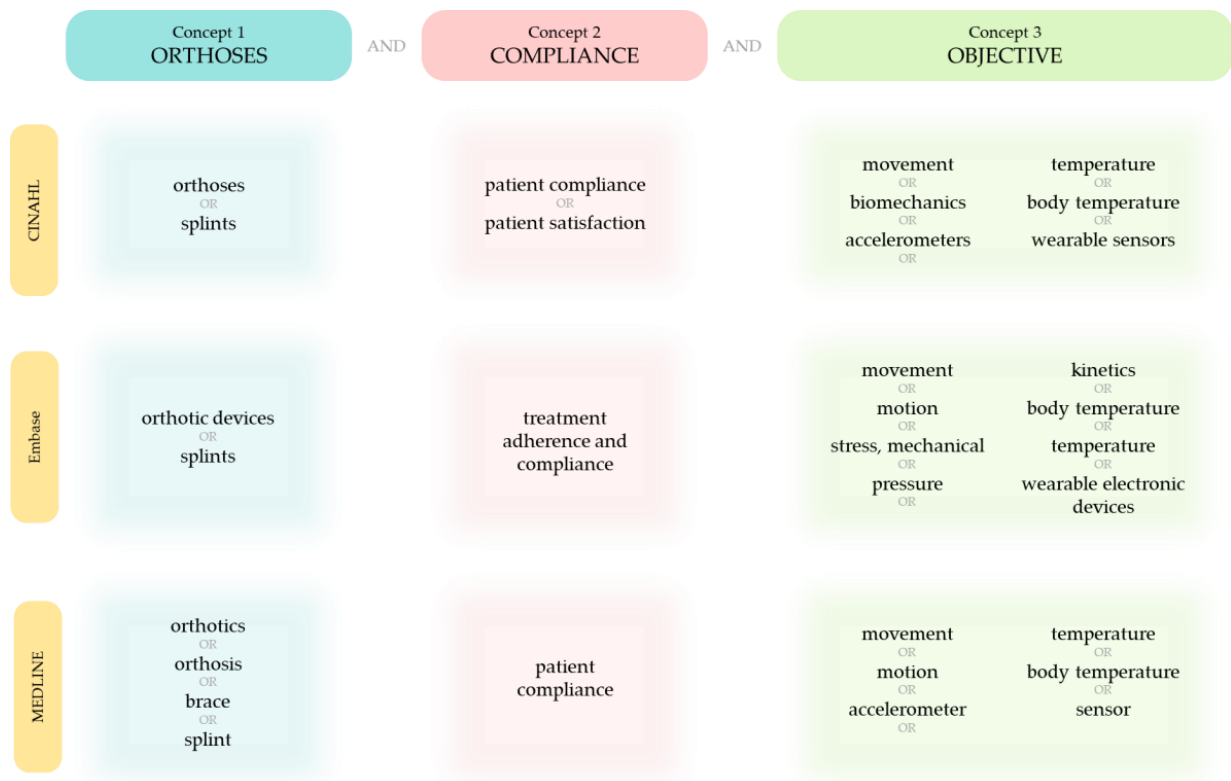 Concept 1
ORTHOSES
AND
Concept 2
COMPLIANCE
AND
Concept 3
OBJECTIVE
CINAHL
orthoses
OR
splints
patient compliance
OR
patient satisfaction
movement
OR
biomechanics
OR
accelerometers
OR
temperature
OR
body temperature
OR
wearable sensors
Embase
orthotic devices
OR
splints
treatment
adherence and
compliance
movement
OR
motion
OR
stress, mechanical
OR
pressure
OR
kinetics
OR
body temperature
OR
temperature
OR
wearable electronic
devices
MEDLINE
orthotics
OR
orthosis
OR
brace
OR
splint
patient
compliance
movement
OR
motion
OR
accelerometer
OR
temperature
OR
body temperature
OR
sensor